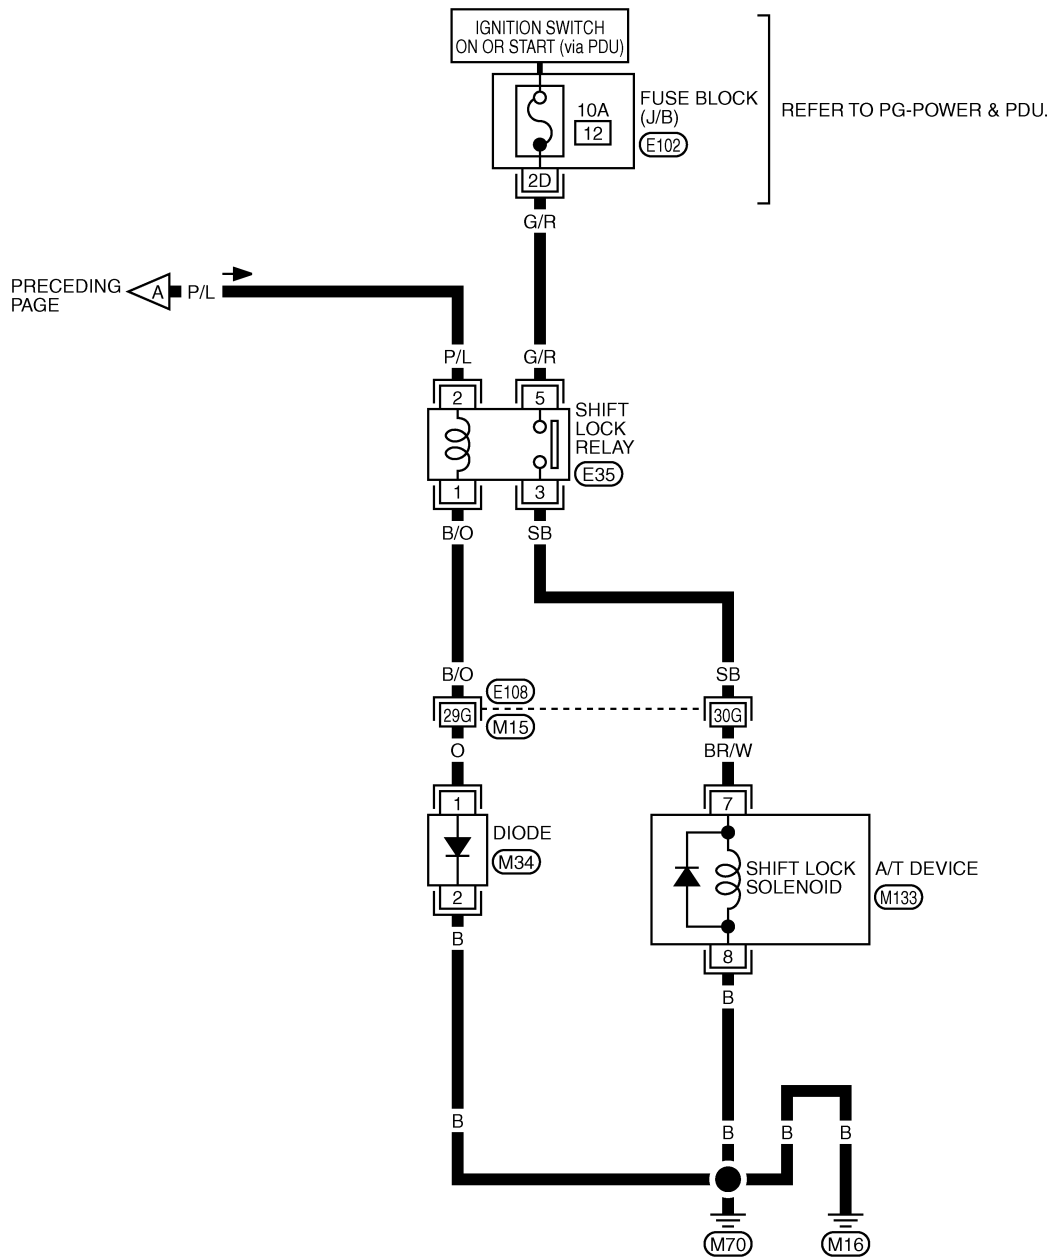 IGNITION SWITCH
ON OR START (via PDU)
FUSE BLOCK
(J/B)
10A
12
E102
REFER TO PG-POWER & PDU.
2D
G/R
PRECEDING
PAGE
A
P/L
P/L
G/R
2
5
SHIFT
LOCK
RELAY
E35
1
3
B/O
SB
B/O
SB
E108
29G
30G
M15
O
BR/W
1
7
DIODE
M34
SHIFT LOCK
SOLENOID
A/T DEVICE
M133
2
8
B
B
B
B
B
B
M70
M16